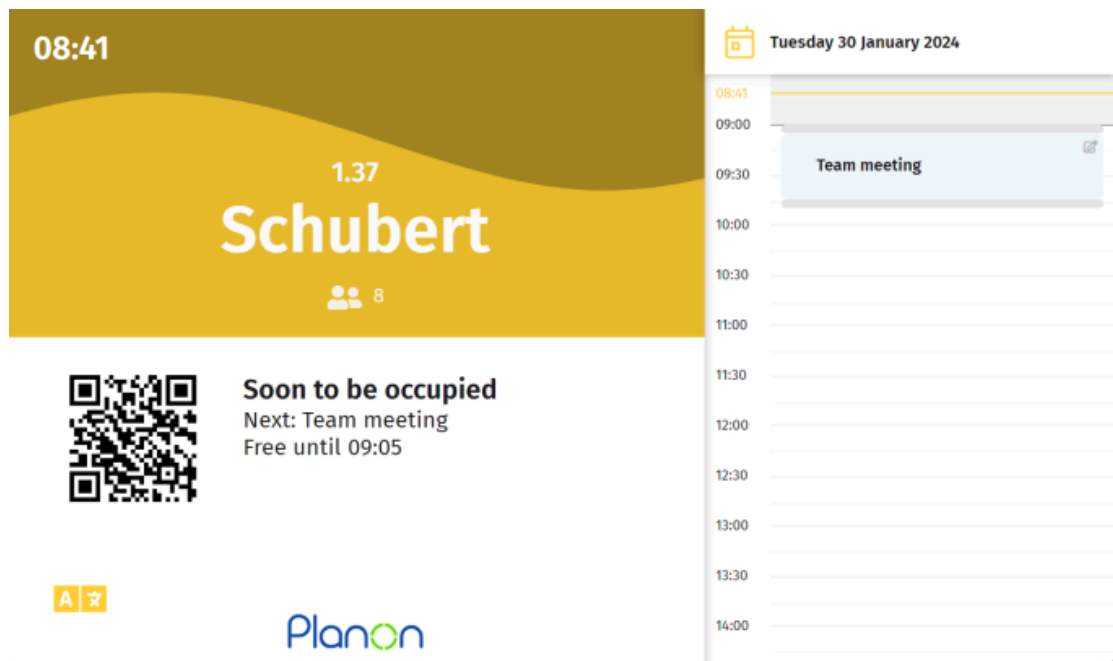 08:41
1.37
Schubert
8
Soon to be occupied
Next: Team meeting
Free until 09:05
A 文
Planon
Tuesday 30 January 2024
08:41
09:00
Team meeting
09:30
10:00
10:30
11:00
11:30
12:00
12:30
13:00
13:30
14:00